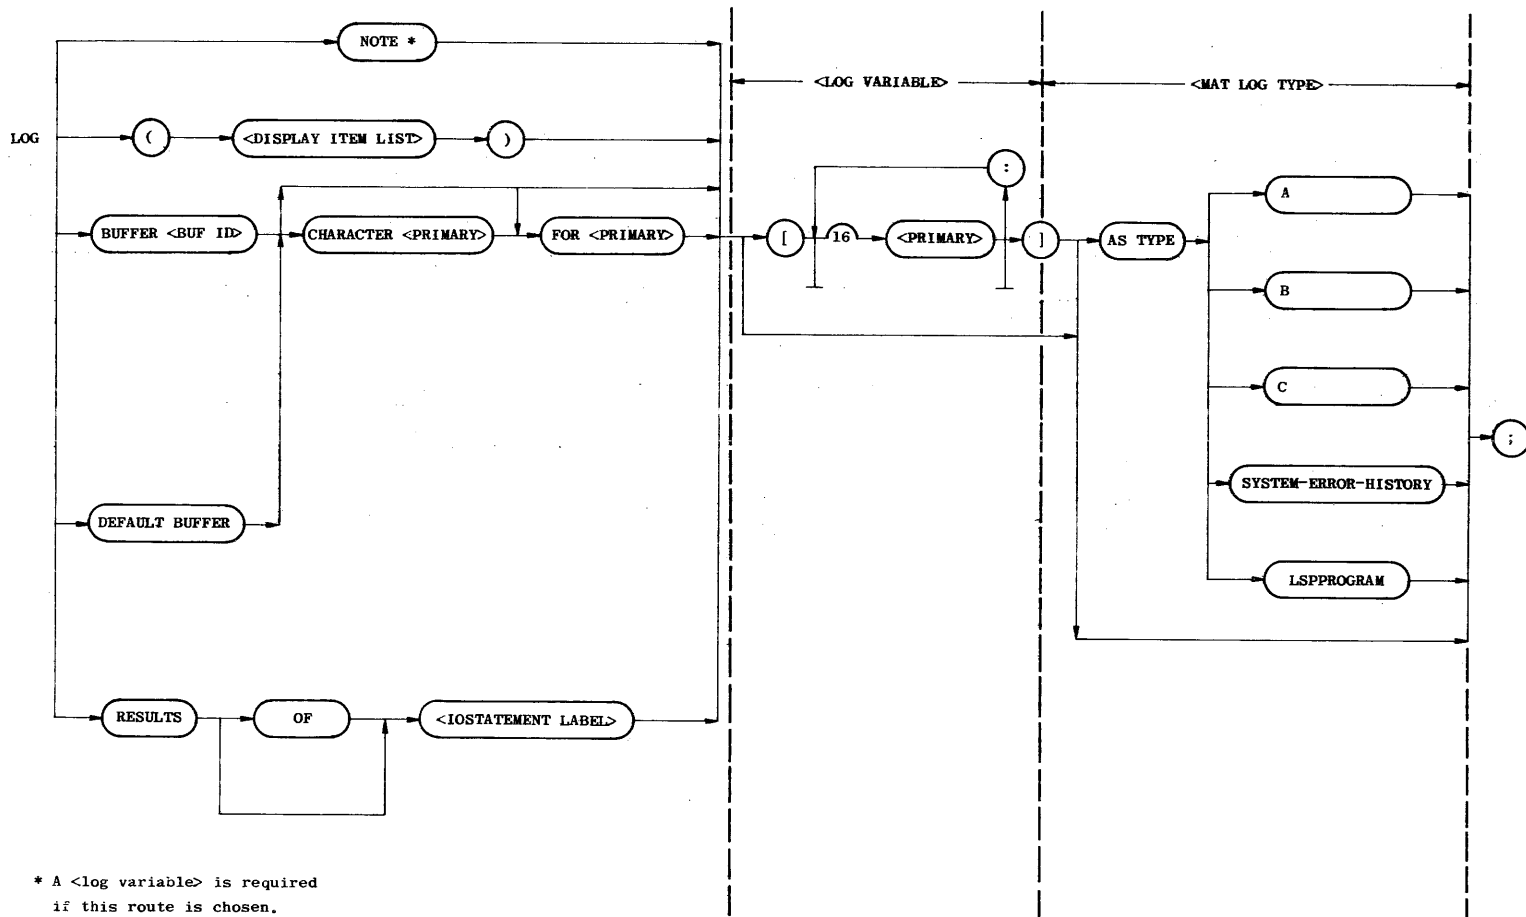 NOTE *
<LOG VARIABLE>
<MAT LOG TYPE>
LOG
(
<DISPLAY ITEM LIST>
)
:
A
BUFFER <BUF ID>
CHARACTER <PRIMARY>
FOR <PRIMARY>
[
16
<PRIMARY>
]
AS TYPE
B
C
;
SYSTEM-ERROR-HISTORY
DEFAULT BUFFER
LSPPROGRAM
RESULTS
OF
<IOSTATEMENT LABEL>
* A <log variable> is required
if this route is chosen.